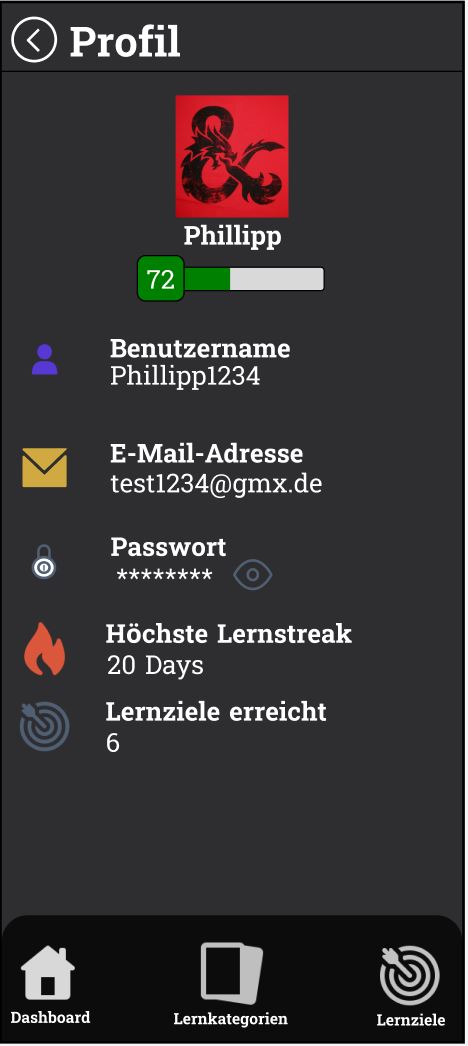 Profil
Phillipp
72
Benutzername
Phillipp1234
E-Mail-Adresse
test1234@gmx.de
Passwort
********
Höchste Lernstreak
20 Days
Lernziele erreicht
6
Dashboard
Lernkategorien
Lernziele